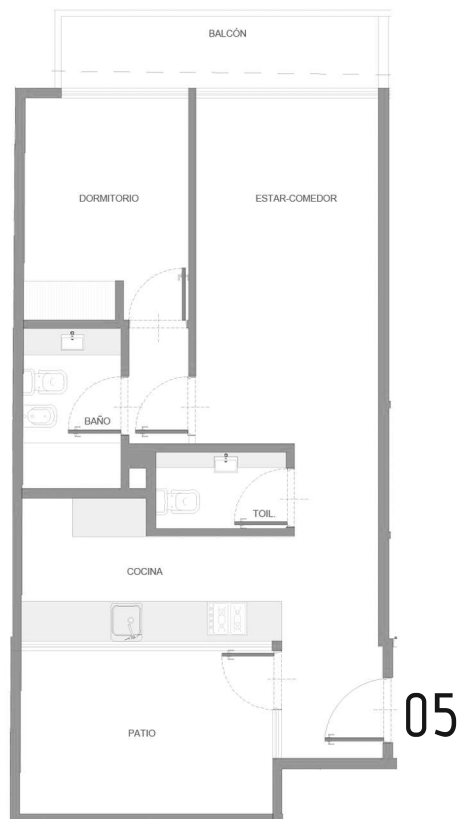 BALCÓN
DORMITORIO
ESTAR-COMEDOR
BAÑO
TOIL.
COCINA
05
PATIO